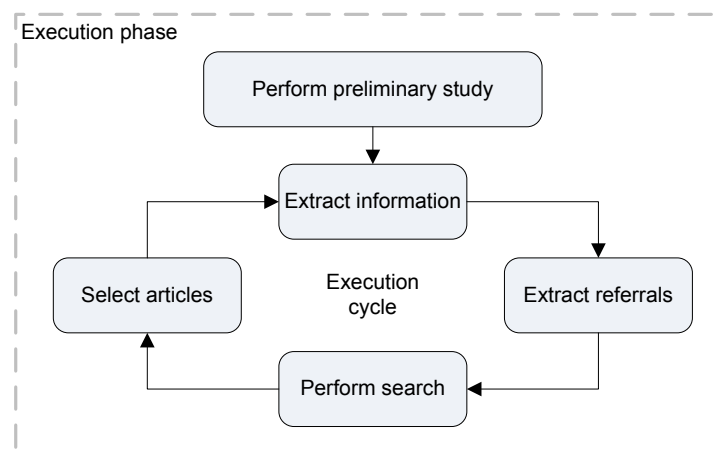 Execution phase
Perform preliminary study
Extract information
Select articles
Execution
cycle
Extract referrals
Perform search